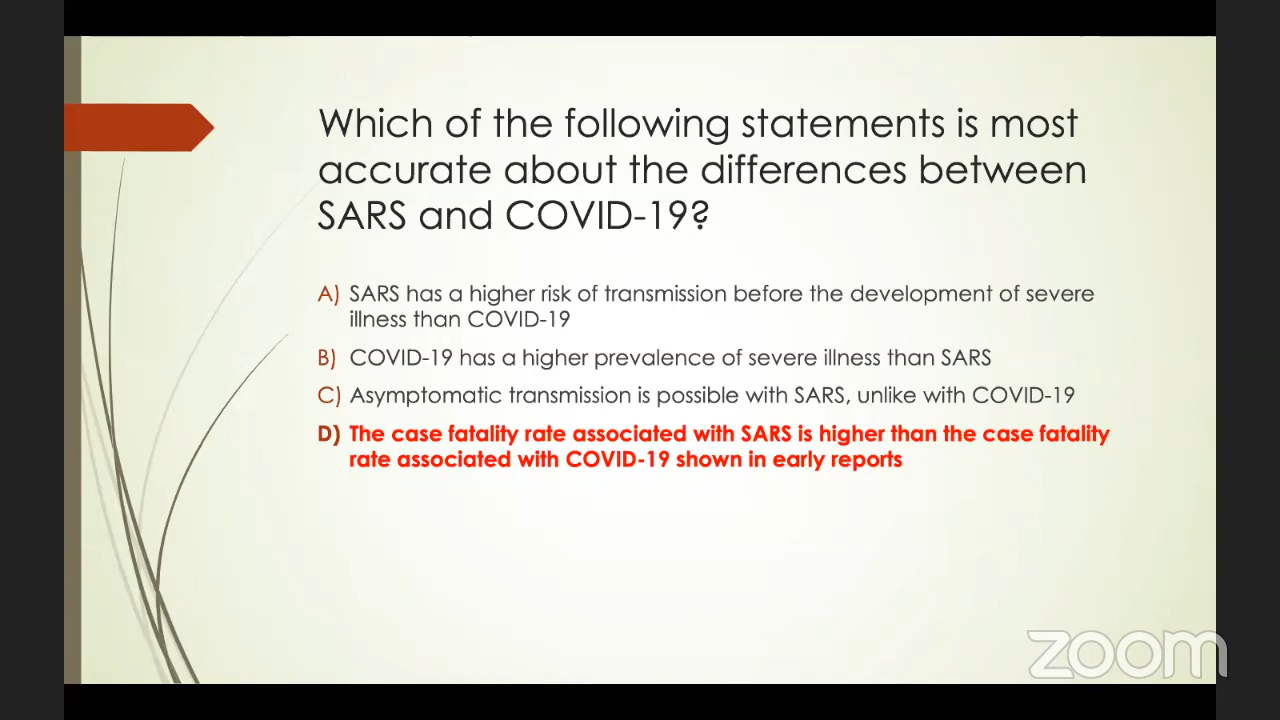 Which of the following statements is most
accurate about the differences between
SARS and COVID-19?
A) SARS has a higher risk of transmission before the development of severe
illness than COVID-19
B) COVID-19 has a higher prevalence of severe illness than SARS
C) Asymptomatic transmission is possible with SARS, unlike with COVID-19
D) The case fatality rate associated with SARS is higher than the case fatality
rate associated with COVID-19 shown in early reports
zoom